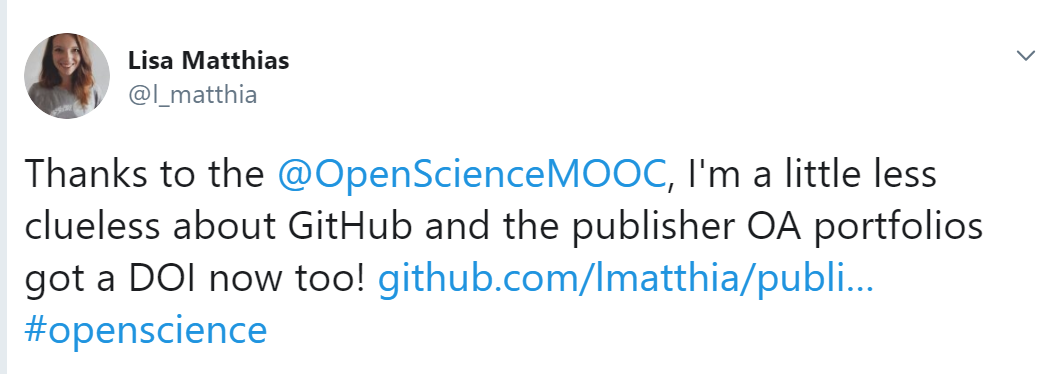 Lisa Matthias
@l_matthia
Thanks to the @OpenScienceMOOC, I'm a little less
clueless about GitHub and the publisher OA portfolios
got a DOI now too! github.com/lmatthia/publi...
#openscience